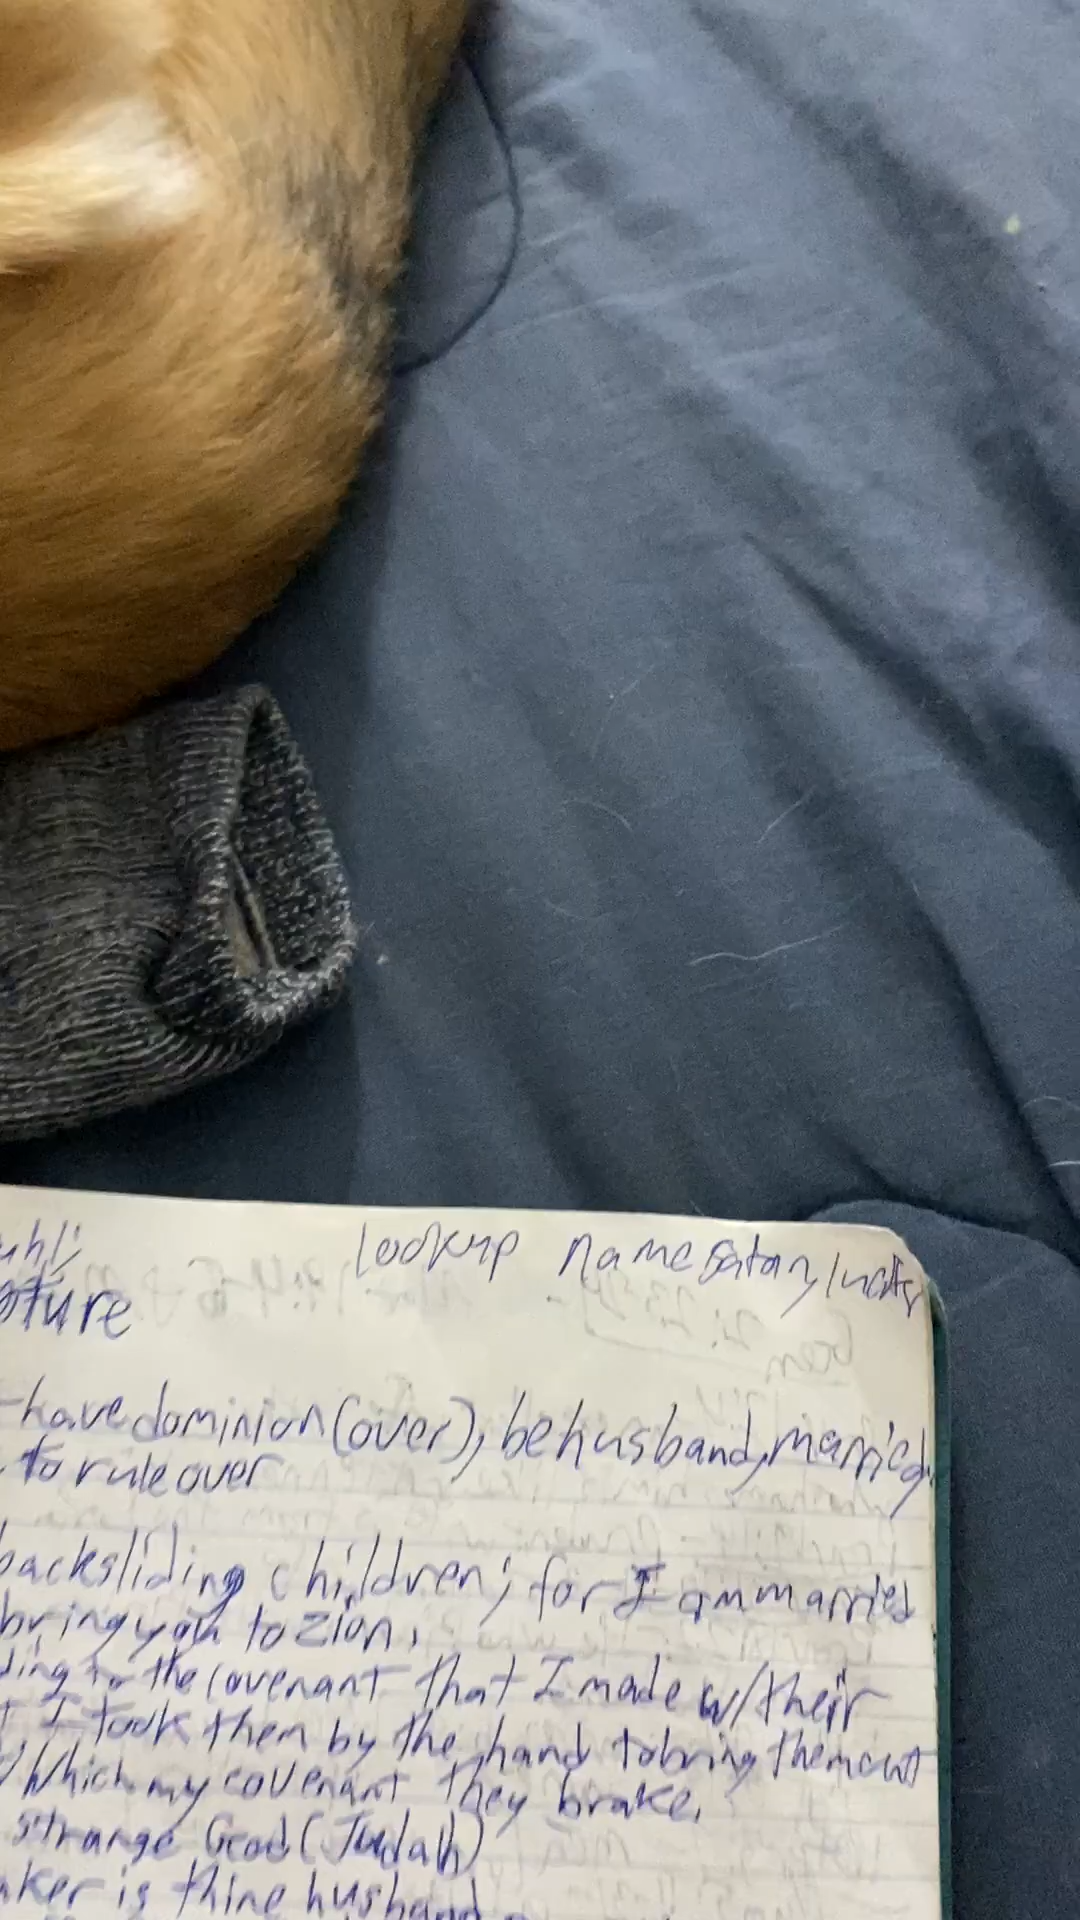 lookup name Satan, lucifer
ture
-have dominion (over), be husband, married,
to rule over
backsliding children; for I am married
bring you to Zion.
ding to the covenant that I made w/their
I took them by the hand to bring them out
Which my covenant they brake.
strange God (Judah)
aker is thine husband